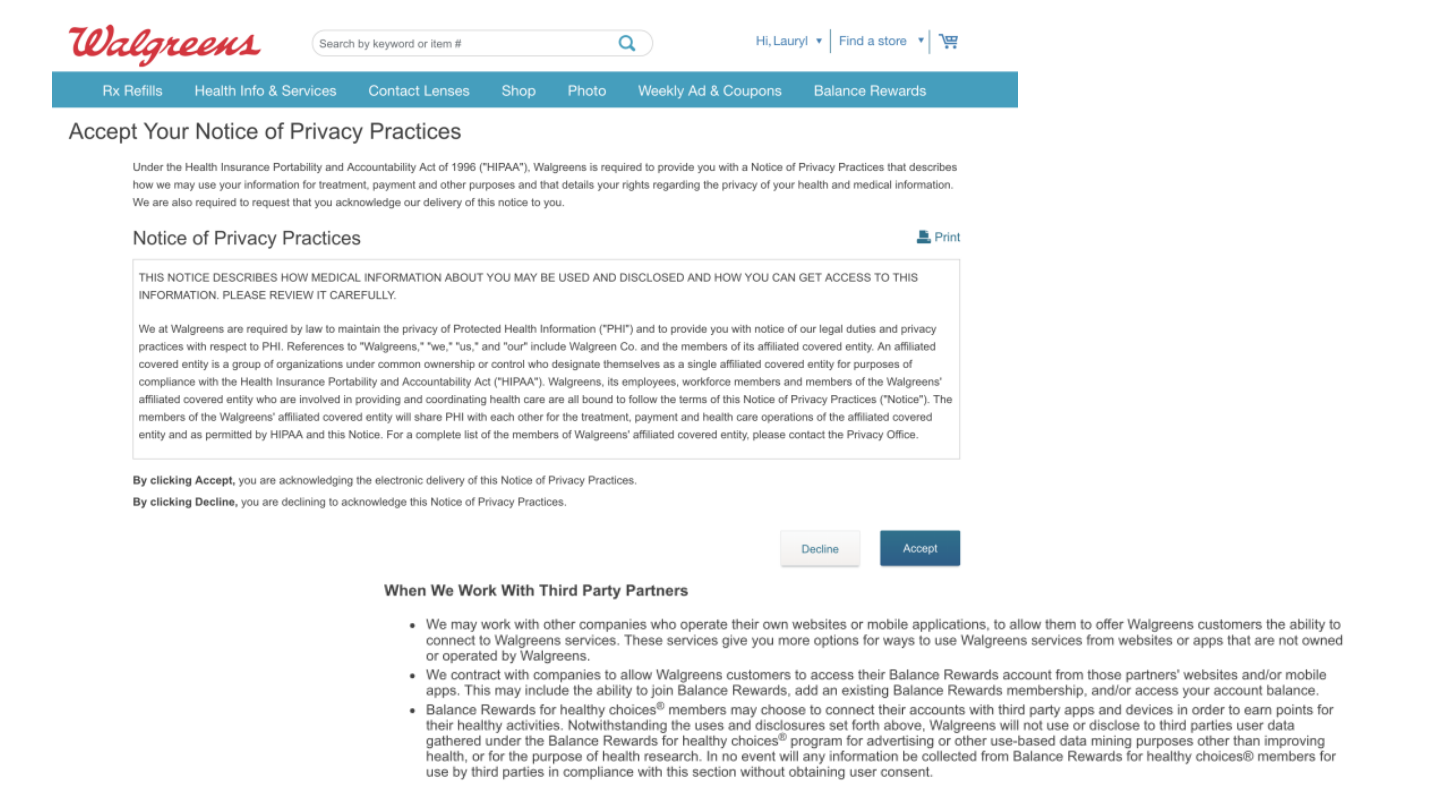 Walgreens
Search by keyword or item #
Hi, Lauryl ▼ Find a store ▼
Rx Refills Health Info & Services Contact Lenses Shop Photo Weekly Ad & Coupons Balance Rewards
Accept Your Notice of Privacy Practices
Under the Health Insurance Portability and Accountability Act of 1996 ("HIPAA"), Walgreens is required to provide you with a Notice of Privacy Practices that describes
how we may use your information for treatment, payment and other purposes and that details your rights regarding the privacy of your health and medical information.
We are also required to request that you acknowledge our delivery of this notice to you.
Notice of Privacy Practices
Print
THIS NOTICE DESCRIBES HOW MEDICAL INFORMATION ABOUT YOU MAY BE USED AND DISCLOSED AND HOW YOU CAN GET ACCESS TO THIS
INFORMATION. PLEASE REVIEW IT CAREFULLY.
We at Walgreens are required by law to maintain the privacy of Protected Health Information ("PHI") and to provide you with notice of our legal duties and privacy
practices with respect to PHI. References to "Walgreens," "we," "us," and "our" include Walgreen Co. and the members of its affiliated covered entity. An affiliated
covered entity is a group of organizations under common ownership or control who designate themselves as a single affiliated covered entity for purposes of
compliance with the Health Insurance Portability and Accountability Act ("HIPAA"). Walgreens, its employees, workforce members and members of the Walgreens'
affiliated covered entity who are involved in providing and coordinating health care are all bound to follow the terms of this Notice of Privacy Practices ("Notice"). The
members of the Walgreens' affiliated covered entity will share PHI with each other for the treatment, payment and health care operations of the affiliated covered
entity and as permitted by HIPAA and this Notice. For a complete list of the members of Walgreens' affiliated covered entity, please contact the Privacy Office.
By clicking Accept, you are acknowledging the electronic delivery of this Notice of Privacy Practices.
By clicking Decline, you are declining to acknowledge this Notice of Privacy Practices.
Decline Accept
When We Work With Third Party Partners
• We may work with other companies who operate their own websites or mobile applications, to allow them to offer Walgreens customers the ability to
connect to Walgreens services. These services give you more options for ways to use Walgreens services from websites or apps that are not owned
or operated by Walgreens.
• We contract with companies to allow Walgreens customers to access their Balance Rewards account from those partners' websites and/or mobile
apps. This may include the ability to join Balance Rewards, add an existing Balance Rewards membership, and/or access your account balance.
• Balance Rewards for healthy choices® members may choose to connect their accounts with third party apps and devices in order to earn points for
their healthy activities. Notwithstanding the uses and disclosures set forth above, Walgreens will not use or disclose to third parties user data
gathered under the Balance Rewards for healthy choices® program for advertising or other use-based data mining purposes other than improving
health, or for the purpose of health research. In no event will any information be collected from Balance Rewards for healthy choices® members for
use by third parties in compliance with this section without obtaining user consent.